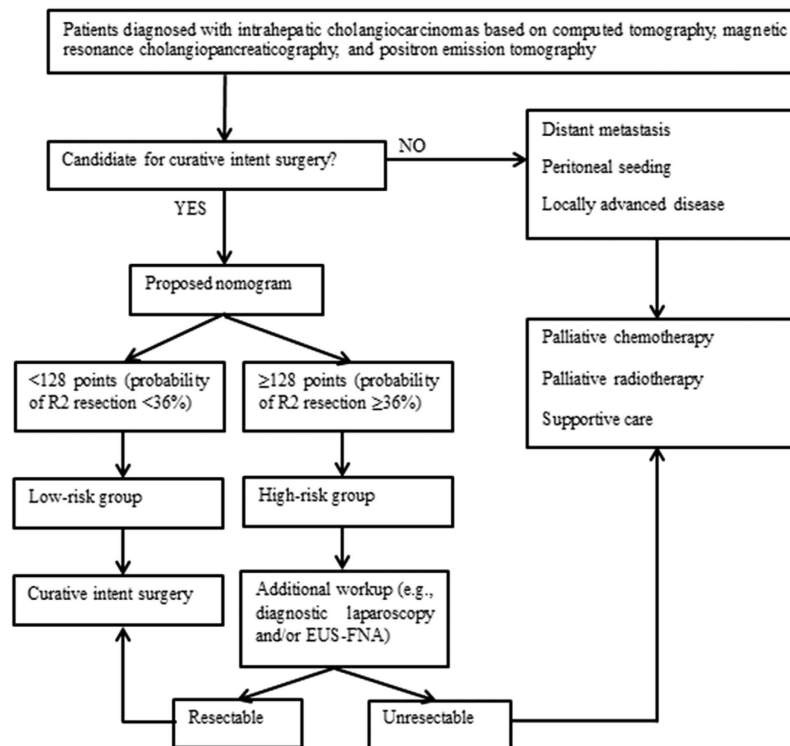 Patients diagnosed with intrahepatic cholangiocarcinomas based on computed tomography, magnetic
resonance cholangiopancreaticography, and positron emission tomography
Candidate for curative intent surgery?
NO
YES
Distant metastasis
Peritoneal seeding
Locally advanced disease
Proposed nomogram
<128 points (probability
of R2 resection <36%)
≥128 points (probability
of R2 resection ≥36%)
Palliative chemotherapy
Palliative radiotherapy
Supportive care
Low-risk group
High-risk group
Curative intent surgery
Additional workup (e.g.,
diagnostic laparoscopy
and/or EUS-FNA)
Resectable
Unresectable